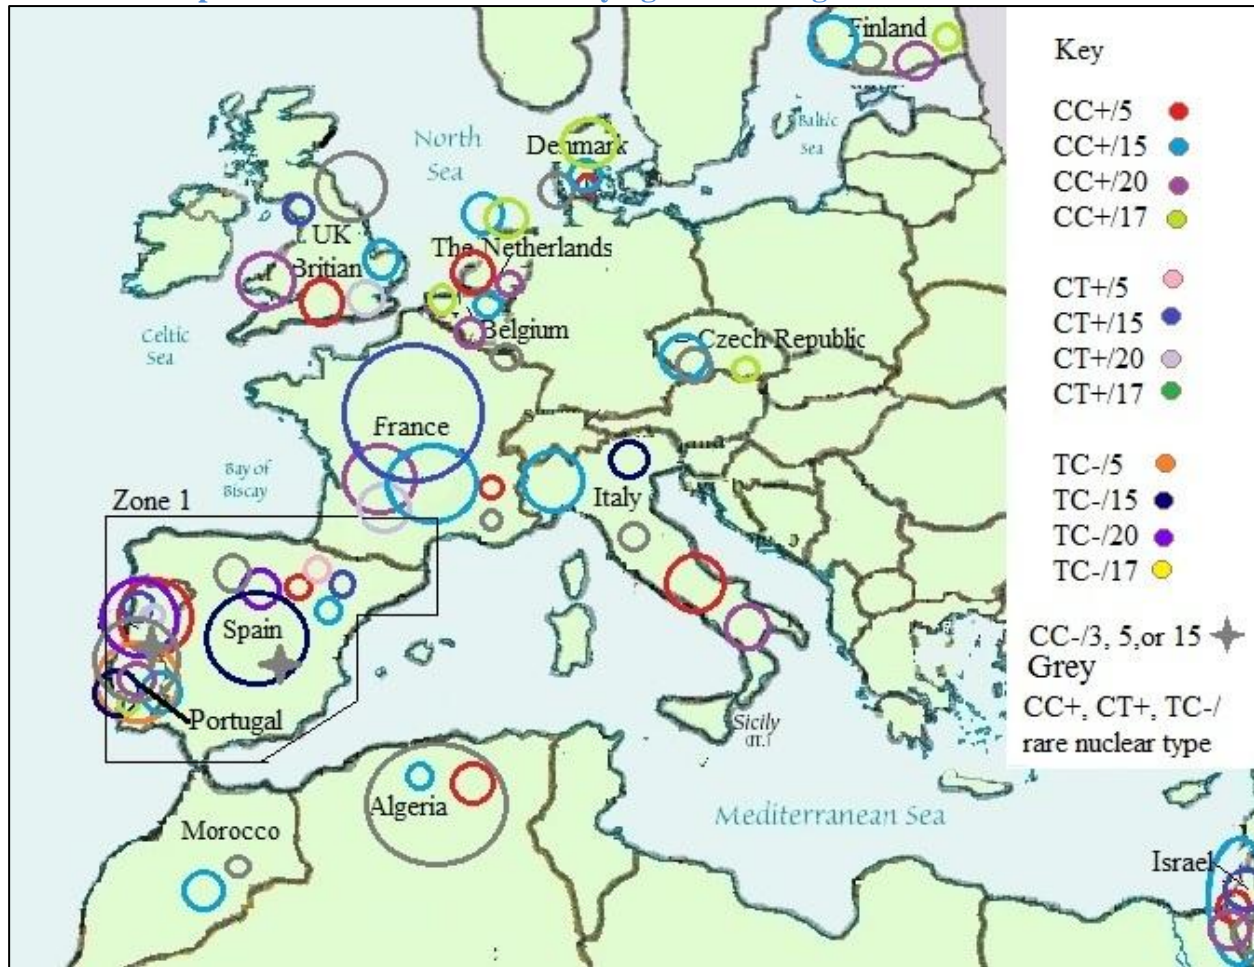 Finland
North
Sea
Denmark
Baltic
Sea
UK
Britian
The Netherlands
Celtic
Sea
Belgium
Czech Republic
France
Bay of
Biscay
Italy
Zone 1
Spain
Portugal
Sicily
(IT.)
Algeria
Mediterranean Sea
Morocco
Israel
Key
CC+/5
CC+/15
CC+/20
CC+/17
CT+/5
CT+/15
CT+/20
CT+/17
TC-/5
TC-/15
TC-/20
TC-/17
CC-/3, 5,or 15
Grey
CC+, CT+, TC-/
rare nuclear type